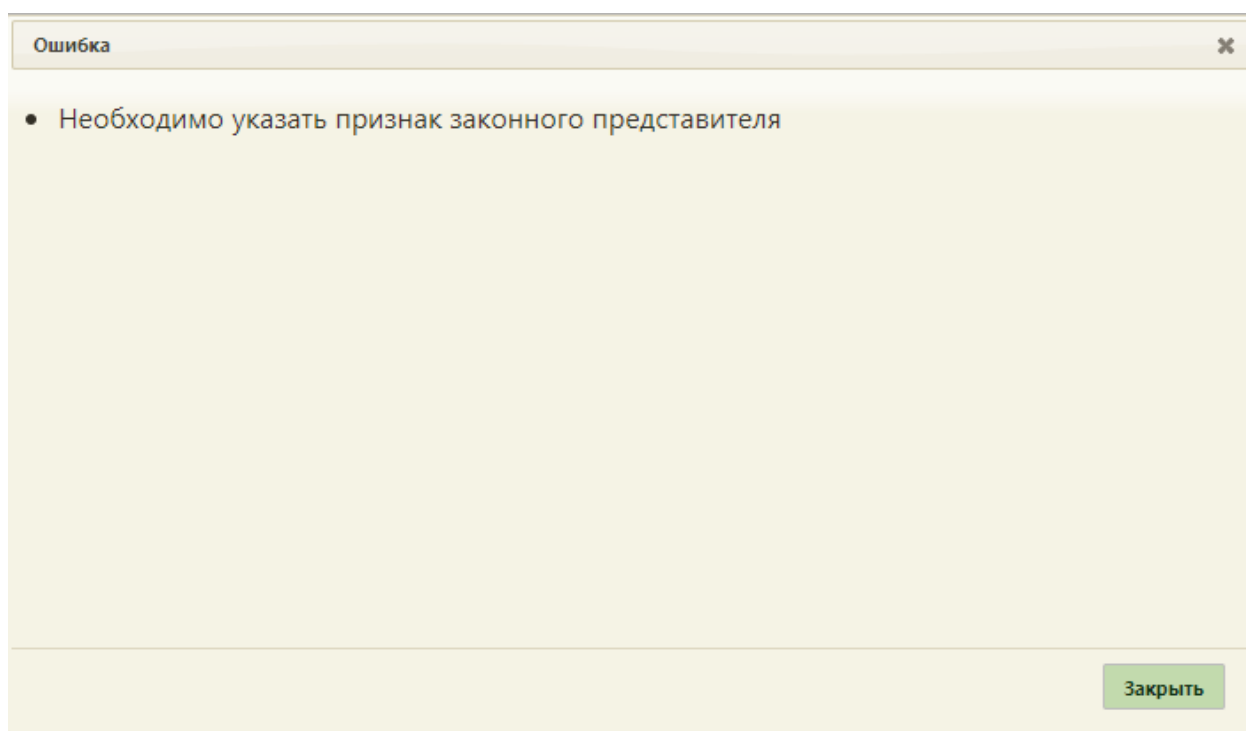 Ошибка
Необходимо указать признак законного представителя
Закрыть